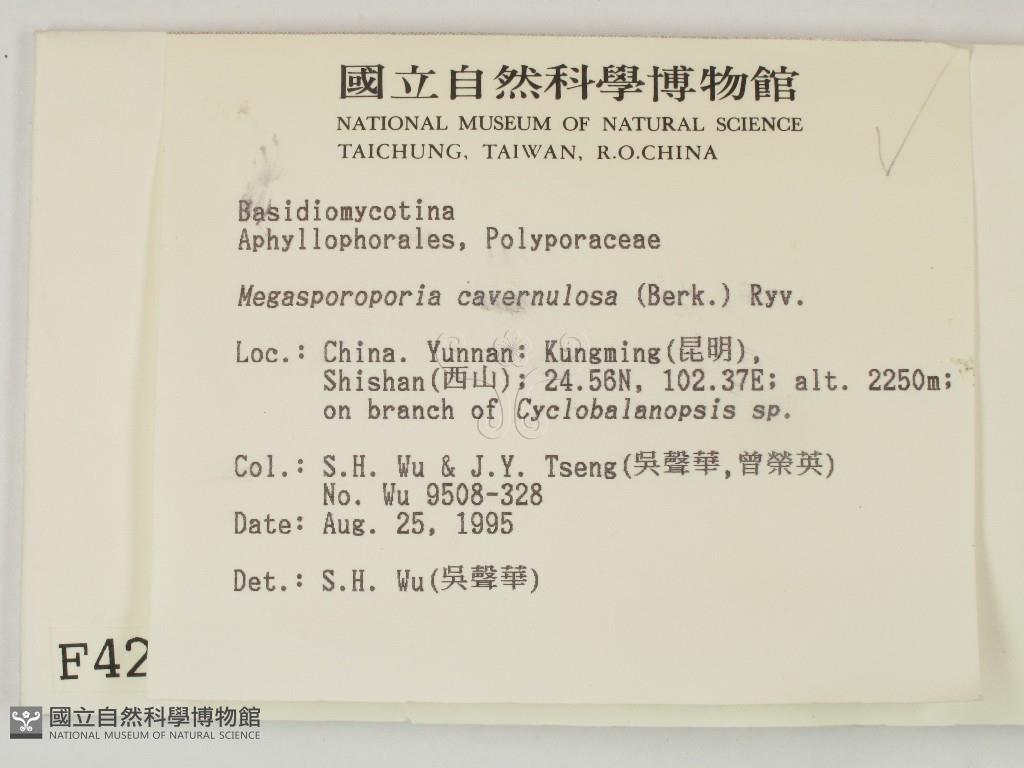 國立自然科學博物館
NATIONAL MUSEUM OF NATURAL SCIENCE
TAICHUNG, TAIWAN, R.O.CHINA
Basidiomycotina
Aphyllophorales, Polyporaceae
Megasporoporia cavernulosa (Berk.) Ryv.
Loc.: China. Yunnan: Kungming(昆明),
Shishan(西山); 24.56N, 102.37E; alt. 2250m;
on branch of Cyclobalanopsis sp.
Col.: S.H. Wu & J.Y. Tseng(吳聲華,曾榮英)
No. Wu 9508-328
Date: Aug. 25, 1995
Det.: S.H. Wu(吳聲華)
F42
國立自然科學博物館
NATIONAL MUSEUM OF NATURAL SCIENCE